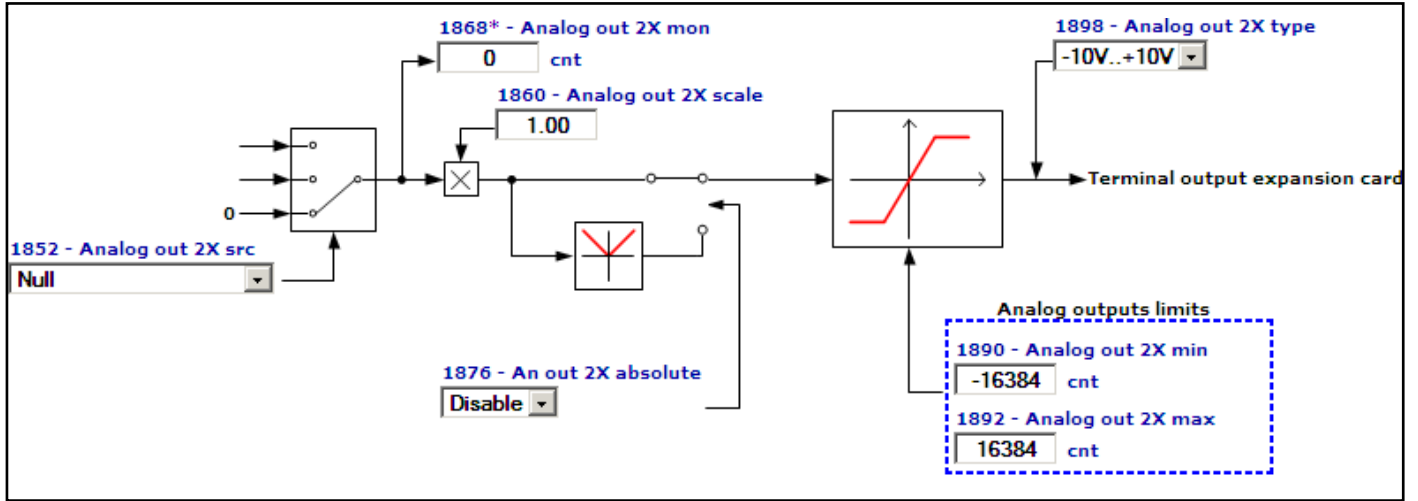 1868* - Analog out 2X mon
0 cnt
1898 - Analog out 2X type
-10V..+10V
1860 - Analog out 2X scale
1.00
Terminal output expansion card
0
1852 - Analog out 2X src
Null
Analog outputs limits
1890 - Analog out 2X min
-16384 cnt
1876 - An out 2X absolute
Disable
1892 - Analog out 2X max
16384 cnt